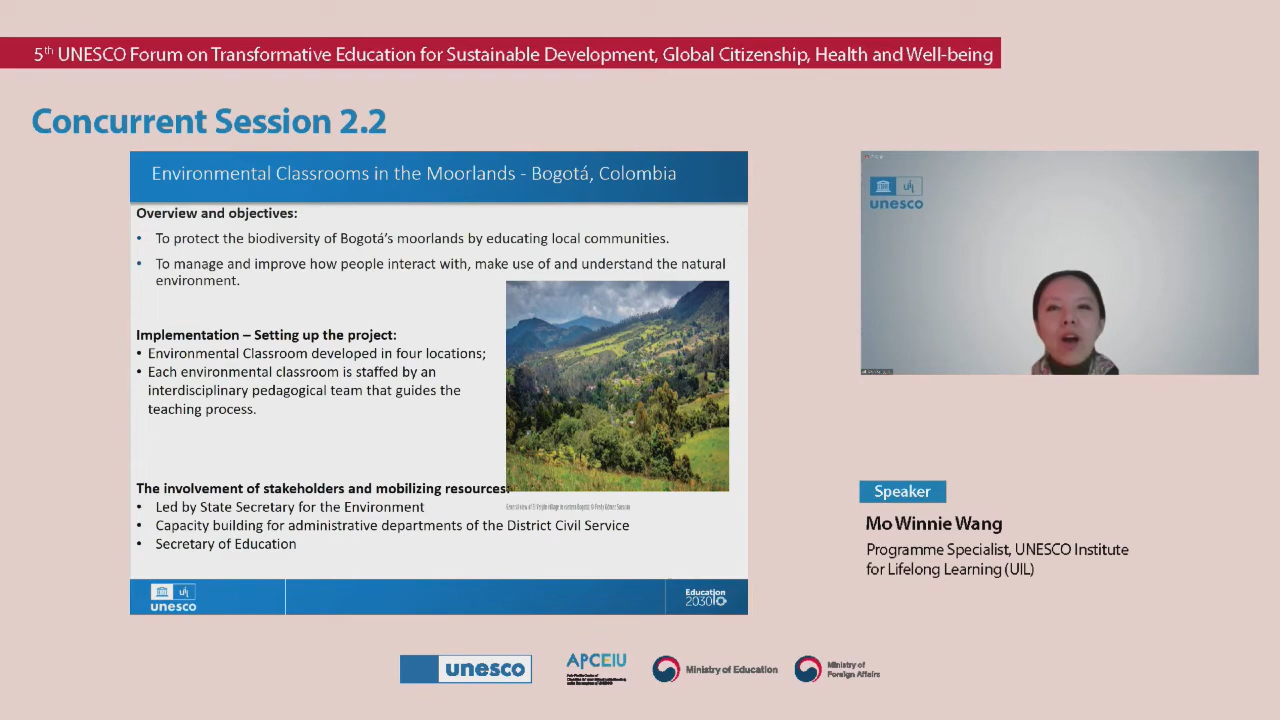 5th UNESCO Forum on Transformative Education for Sustainable Development, Global Citizenship, Health and Well-being
Concurrent Session 2.2
Environmental Classrooms in the Moorlands - Bogotá, Colombia
Overview and objectives:
• To protect the biodiversity of Bogotá's moorlands by educating local communities.
• To manage and improve how people interact with, make use of and understand the natural
environment.
Implementation – Setting up the project:
• Environmental Classroom developed in four locations;
• Each environmental classroom is staffed by an
interdisciplinary pedagogical team that guides the
teaching process.
The involvement of stakeholders and mobilizing resources:
• Led by State Secretary for the Environment
• Capacity building for administrative departments of the District Civil Service
• Secretary of Education
unesco
Education
2030
unesco
Speaker
Mo Winnie Wang
Programme Specialist, UNESCO Institute
for Lifelong Learning (UIL)
unesco
APCEIU
Ministry of Education
Ministry of
Foreign Affairs